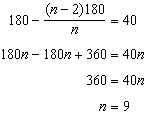 180 − (n − 2)180 / n = 40
180n − 180n + 360 = 40n
360 = 40n
n = 9